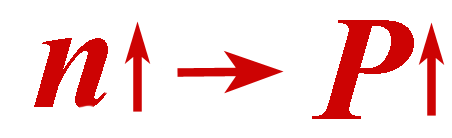 n↑ → P↑